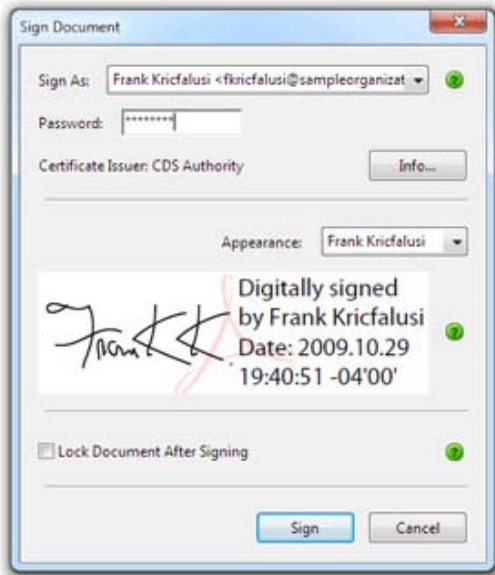 Sign Document
Sign As: Frank Kricfalusi <fkricfalusi@sampleorganizat
Password: ********
Certificate Issuer: CDS Authority Info...
Appearance: Frank Kricfalusi
Frank K.
Digitally signed
by Frank Kricfalusi
Date: 2009.10.29
19:40:51 -04'00'
Lock Document After Signing
Sign Cancel